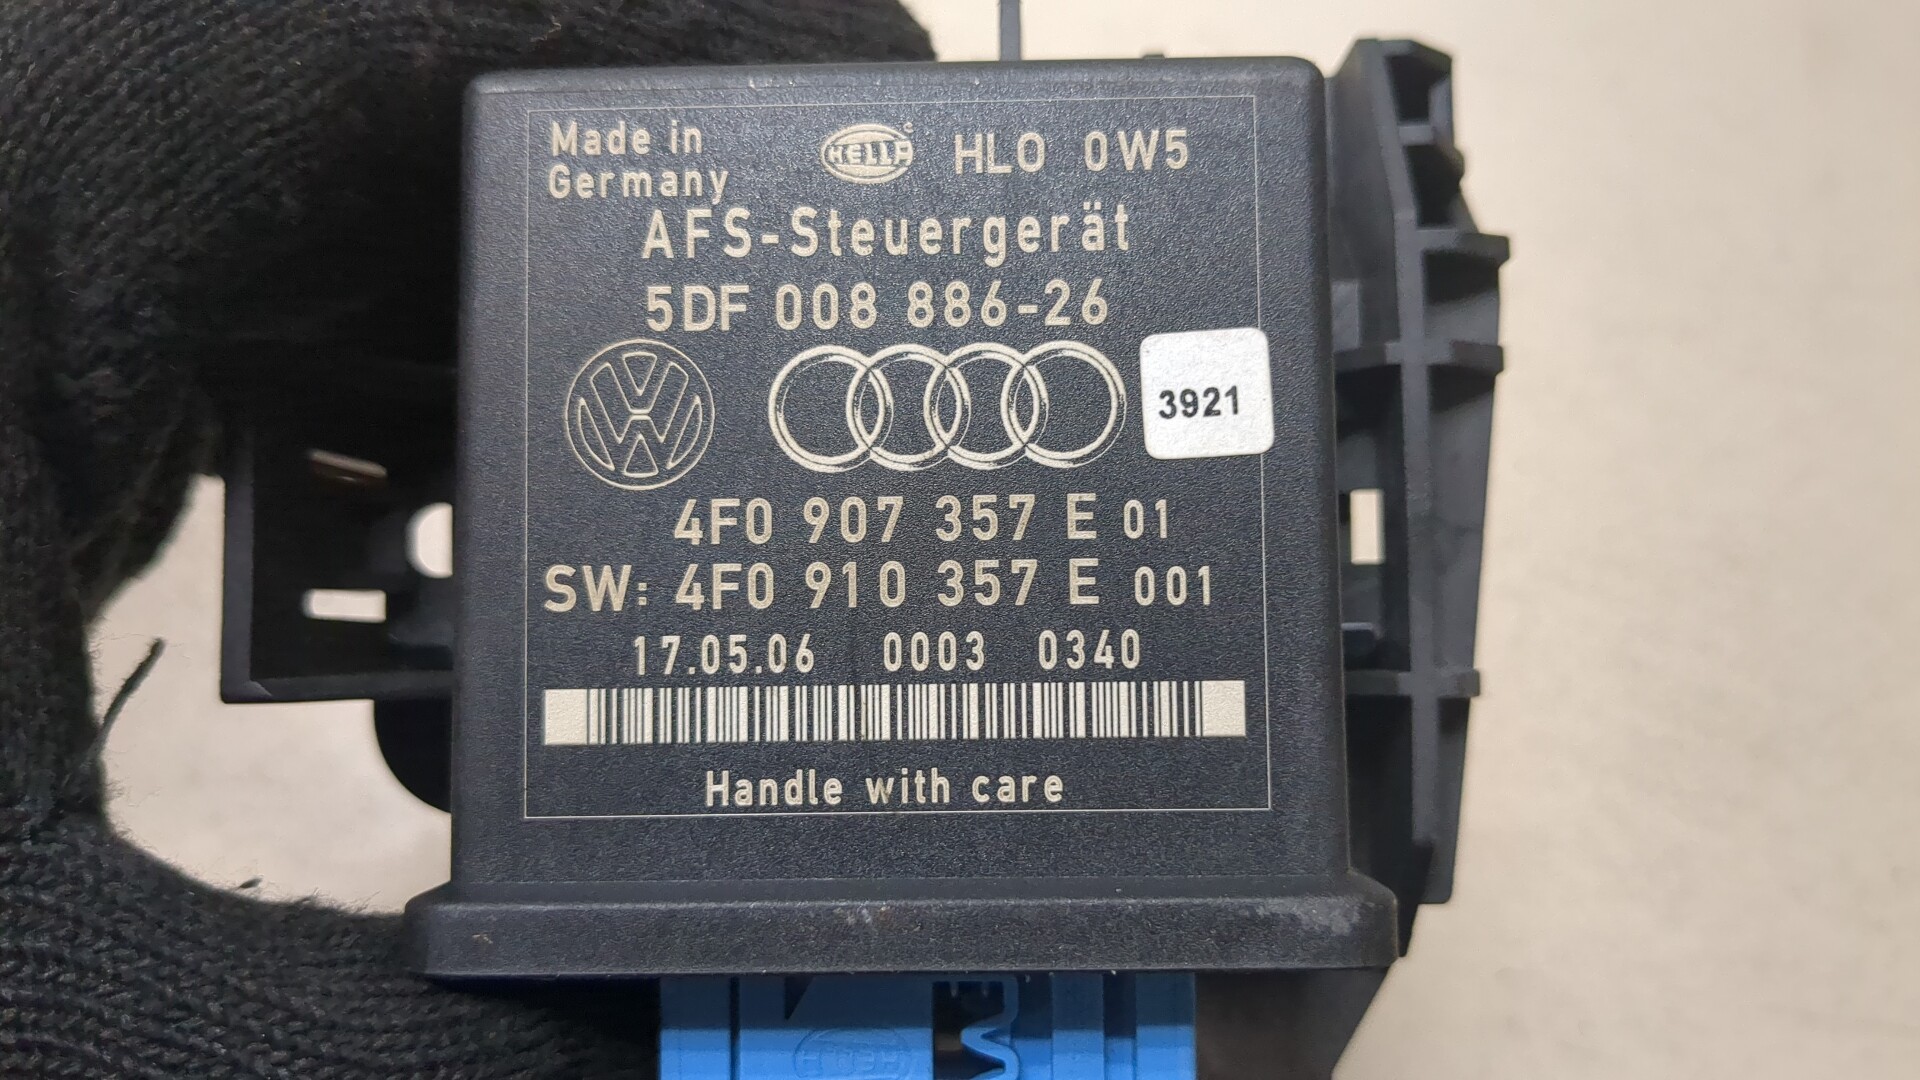 Made in
Germany
HELLA HLO 0W5
AFS-Steuergerät
5DF 008 886-26
3921
4F0 907 357 E 01
SW: 4F0 910 357 E 001
17.05.06 0003 0340
Handle with care